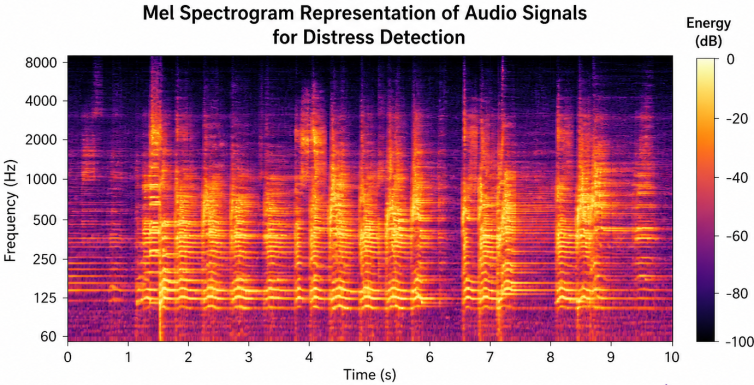 Mel Spectrogram Representation of Audio Signals
for Distress Detection
Energy
(dB)
8000
4000
2000
1000
500
250
125
60
Frequency (Hz)
0 1 2 3 4 5 6 7 8 9 10
Time (s)
0
-20
-40
-60
-80
-100